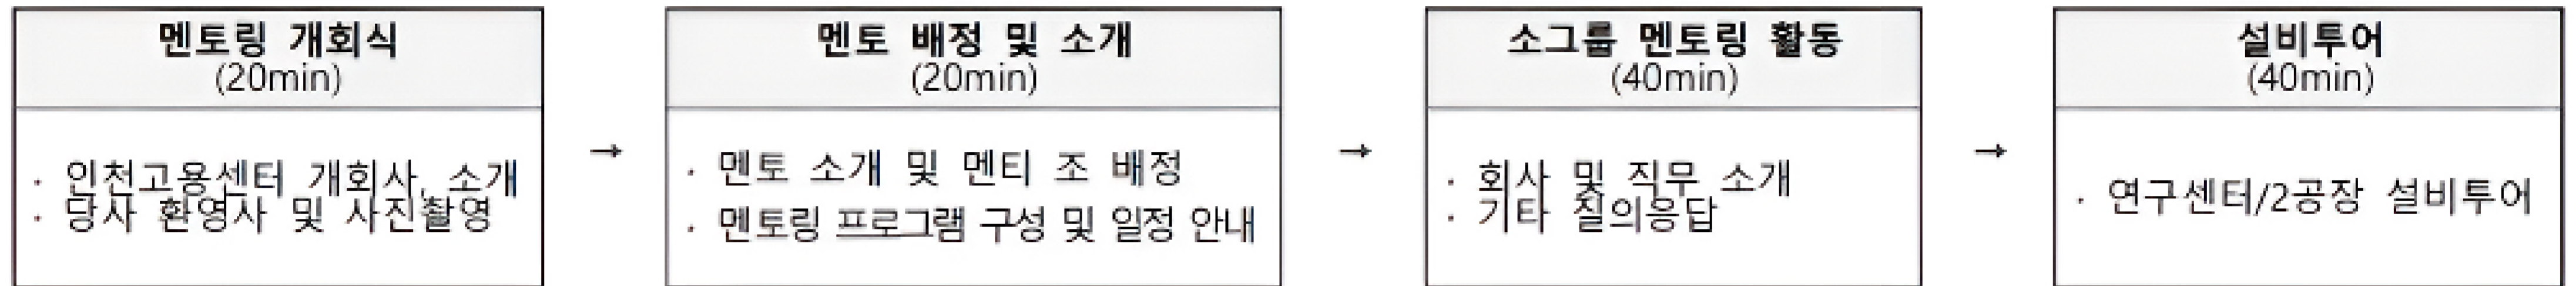 멘토링 개회식
(20min)
· 인천고용센터 개회사, 소개
· 당사 환영사 및 사진촬영
→
멘토 배정 및 소개
(20min)
· 멘토 소개 및 멘티 조 배정
· 멘토링 프로그램 구성 및 일정 안내
→
소그룹 멘토링 활동
(40min)
· 회사 및 직무 소개
· 기타 질의응답
→
설비투어
(40min)
· 연구센터/2공장 설비투어